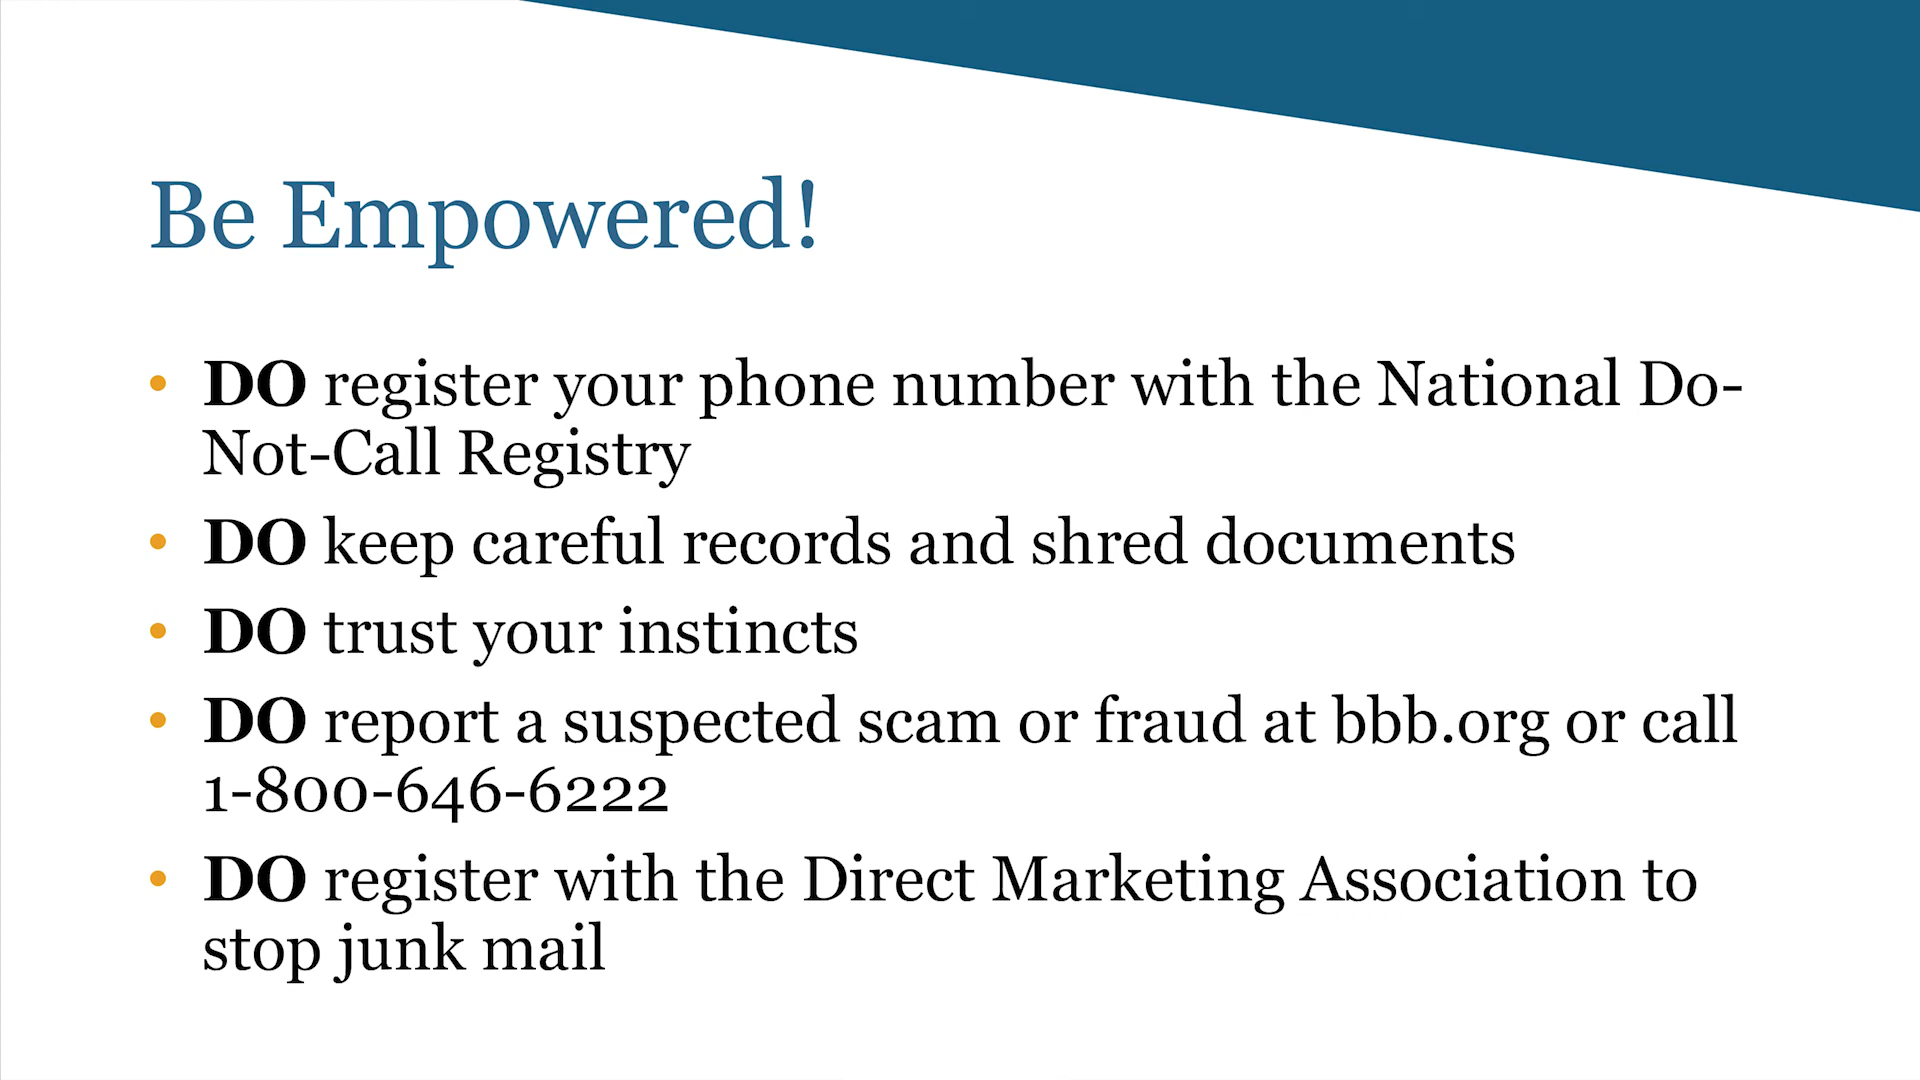 Be Empowered!
• DO register your phone number with the National Do-
Not-Call Registry
• DO keep careful records and shred documents
• DO trust your instincts
• DO report a suspected scam or fraud at bbb.org or call
1-800-646-6222
• DO register with the Direct Marketing Association to
stop junk mail